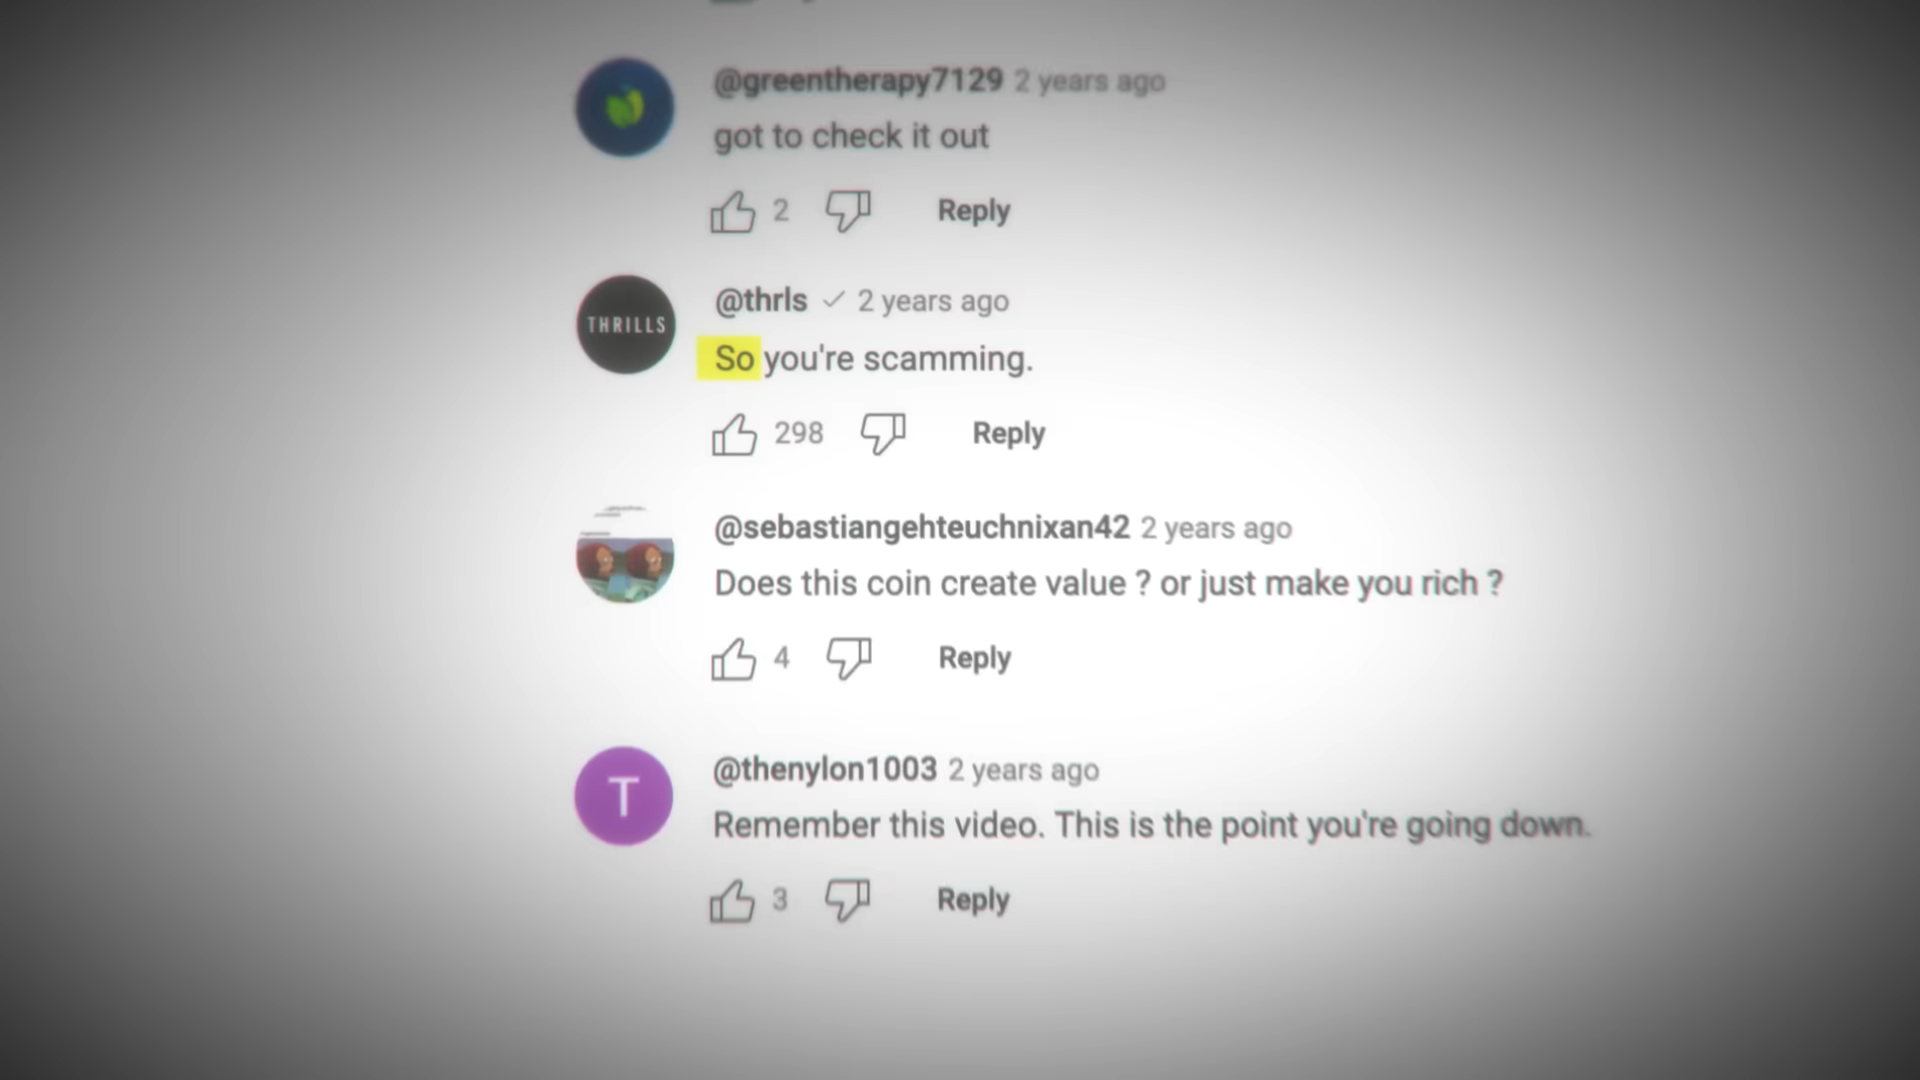 @greentherapy7129 2 years ago
got to check it out
2 Reply
THRILLS
@thrls 2 years ago
So you're scamming.
298 Reply
@sebastiangehteuchnixan42 2 years ago
Does this coin create value ? or just make you rich ?
4 Reply
T
@thenylon1003 2 years ago
Remember this video. This is the point you're going down.
3 Reply